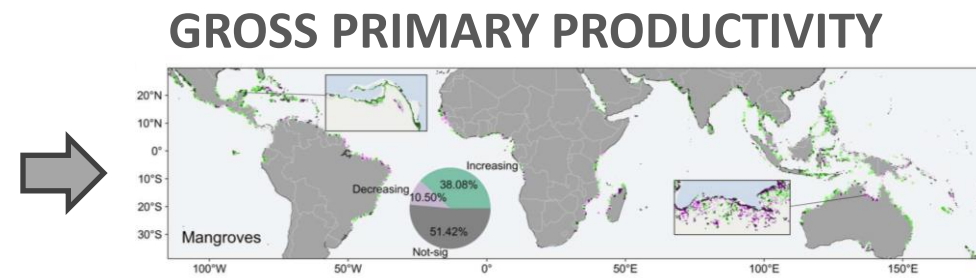 GROSS PRIMARY PRODUCTIVITY
20°N
10°N
0°
10°S
20°S
30°S
Increasing
38.08%
Decreasing
10.50%
51.42%
Not-sig
Mangroves
100°W
50°W
0°
50°E
100°E
150°E